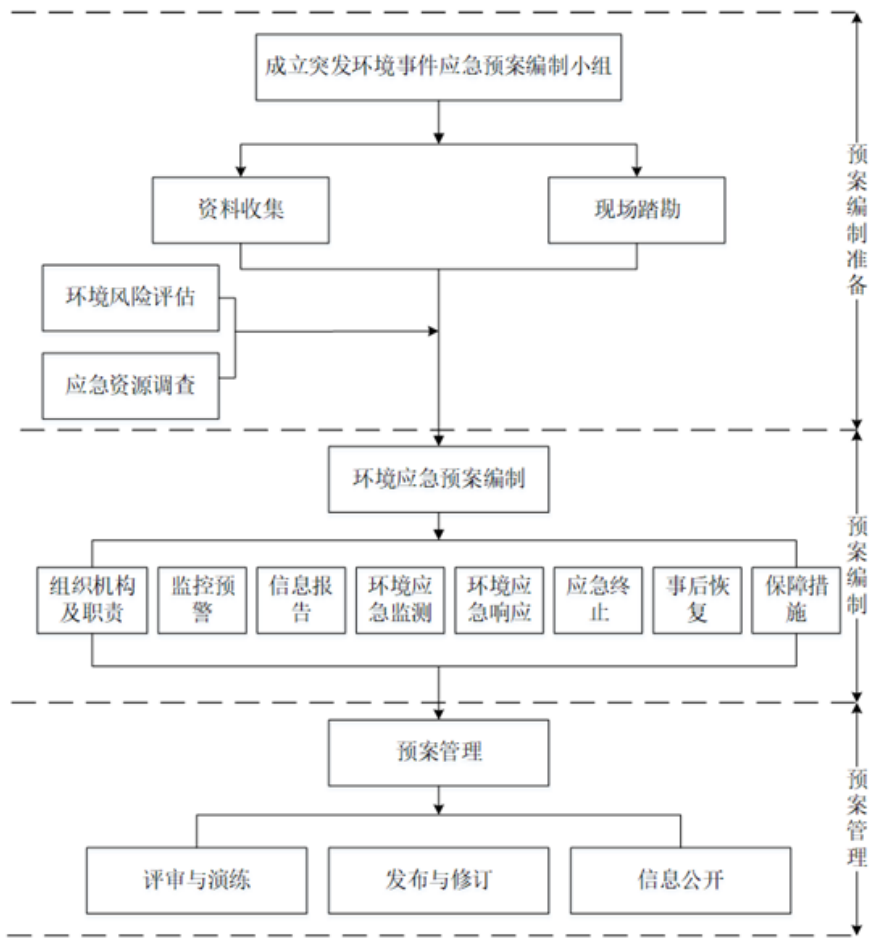 成立突发环境事件应急预案编制小组
资料收集
现场踏勘
环境风险评估
应急资源调查
预案编制准备
环境应急预案编制
组织机构
及职责
监控预
警
信息报
告
环境应
急监测
环境应
急响应
应急终
止
事后恢
复
保障措
施
预案编制
预案管理
评审与演练
发布与修订
信息公开
预案管理